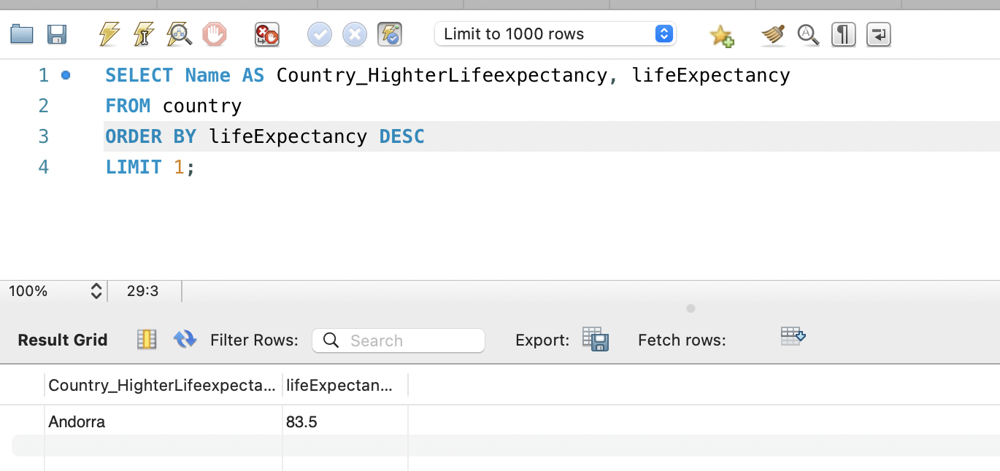 Limit to 1000 rows
1 SELECT Name AS Country_HighterLifeexpectancy, lifeExpectancy
2 FROM country
3 ORDER BY lifeExpectancy DESC
4 LIMIT 1;
100% 29:3
Result Grid Filter Rows: Search Export: Fetch rows:
Country_HighterLifeexpecta... lifeExpectan...
Andorra 83.5